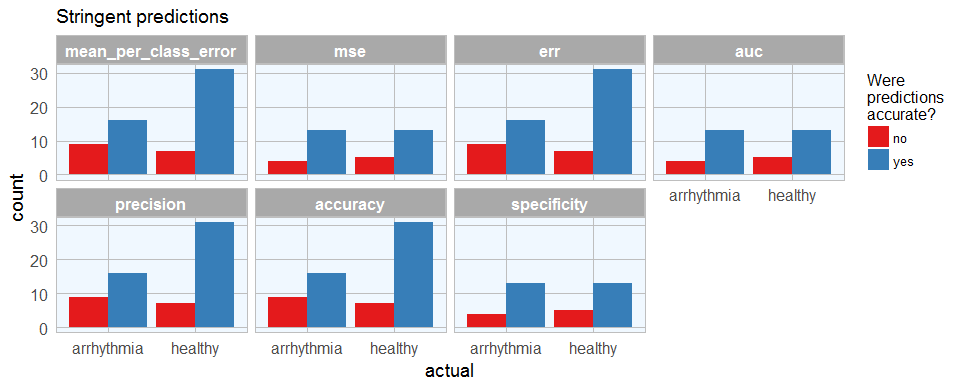 Stringent predictions
mean_per_class_error mse err auc
30
20
10
0
Were
predictions
accurate?
no
yes
arrhythmia healthy
count
precision accuracy specificity
30
20
10
0
arrhythmia healthy arrhythmia healthy arrhythmia healthy
actual